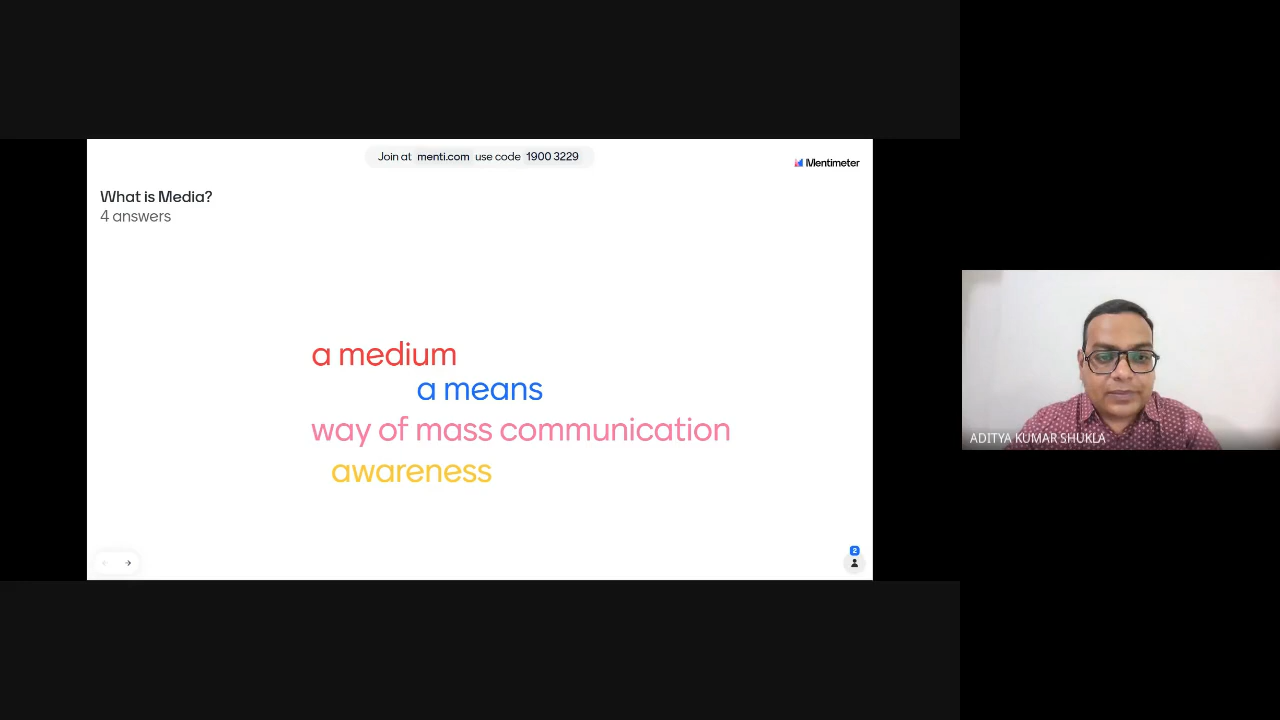 Join at menti.com use code 1900 3229
Mentimeter
What is Media?
4 answers
a medium
a means
way of mass communication
awareness
2
ADITYA KUMAR SHUKLA